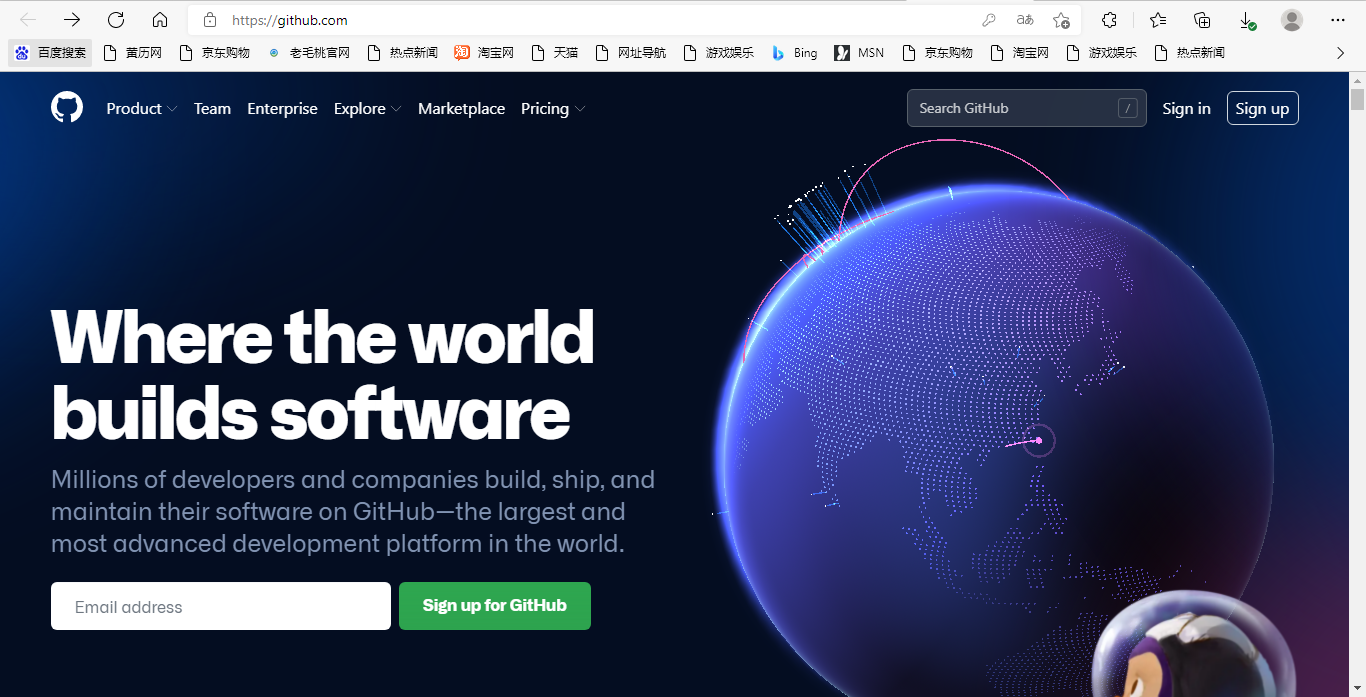 https://github.com
百度搜索 黄历网 京东购物 老毛桃官网 热点新闻 淘宝网 天猫 网址导航 游戏娱乐 Bing MSN 京东购物 淘宝网 游戏娱乐 热点新闻
Product Team Enterprise Explore Marketplace Pricing Search GitHub / Sign in Sign up
Where the world
builds software
Millions of developers and companies build, ship, and
maintain their software on GitHub—the largest and
most advanced development platform in the world.
Email address Sign up for GitHub